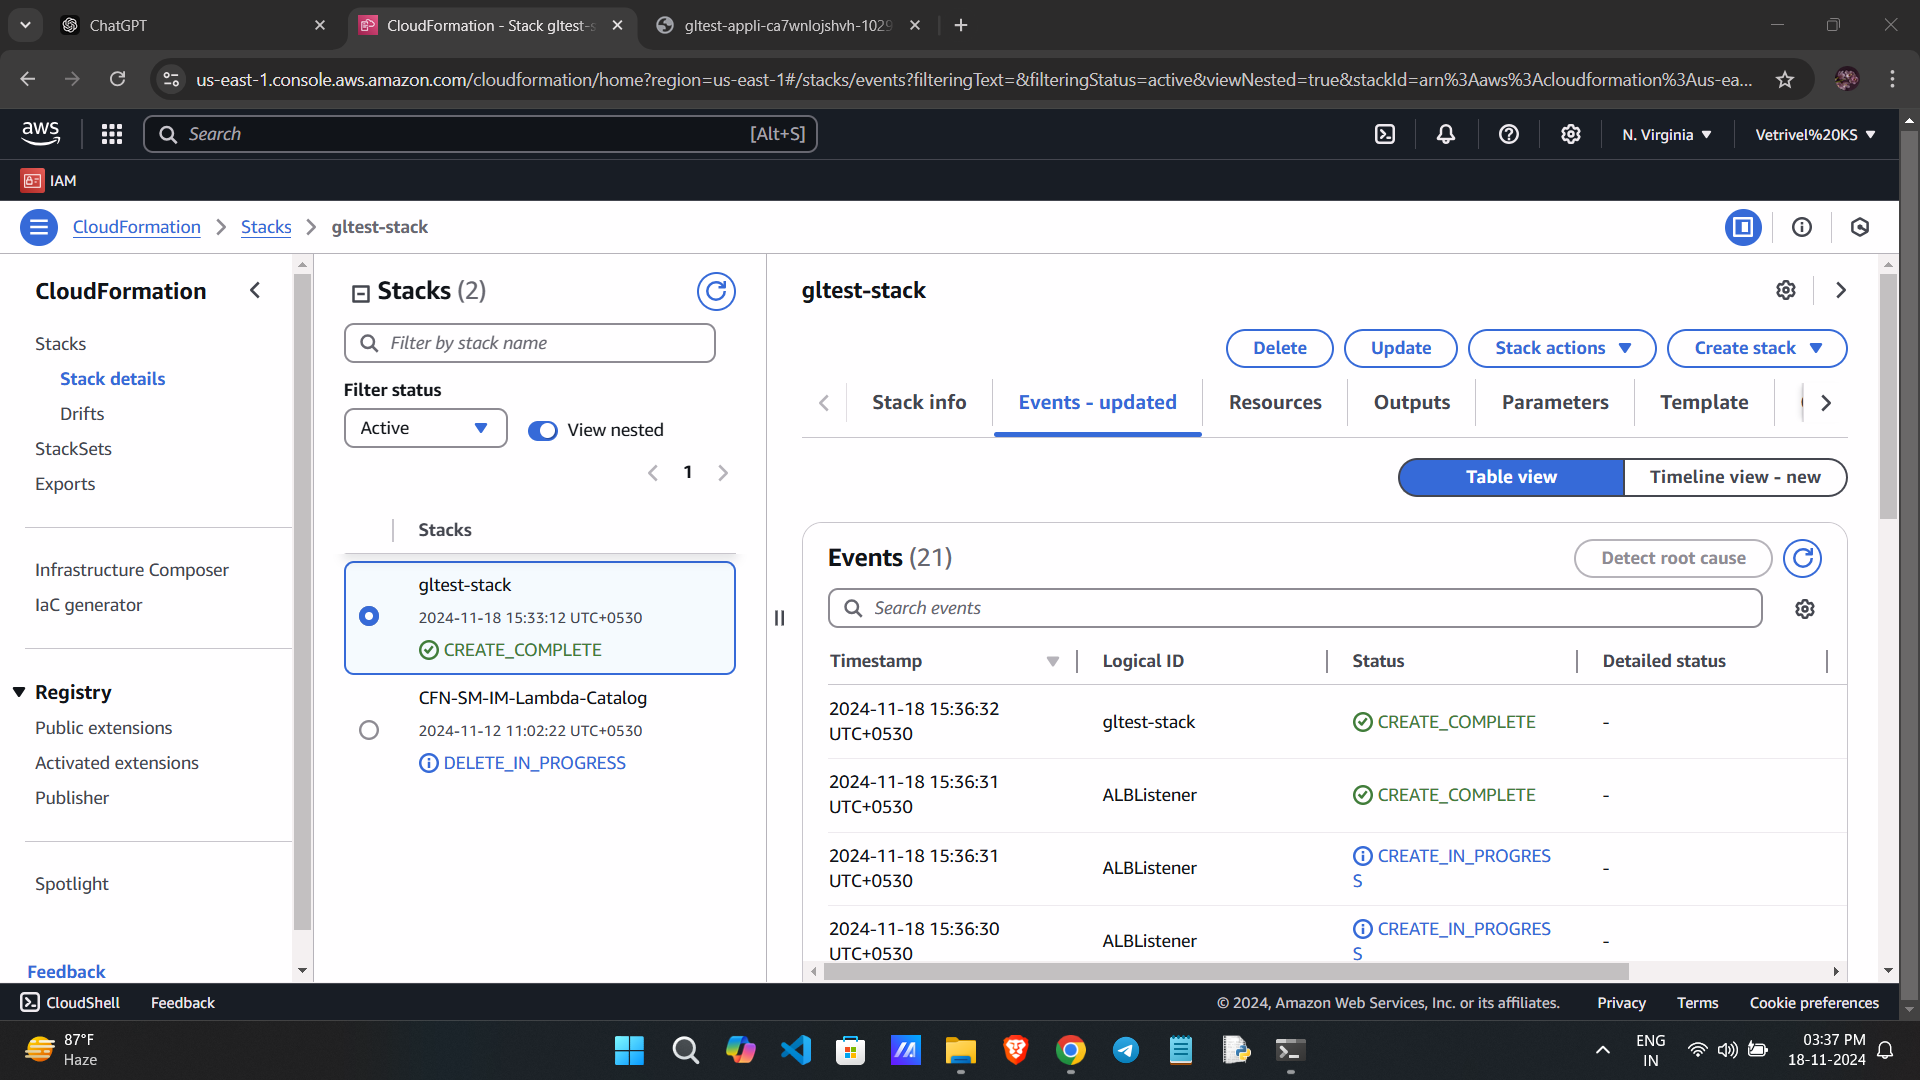 ChatGPT
CloudFormation - Stack gltest-s
gltest-appli-ca7wnlojshvh-1029
us-east-1.console.aws.amazon.com/cloudformation/home?region=us-east-1#/stacks/events?filteringText=&filteringStatus=active&viewNested=true&stackId=arn%3Aaws%3Acloudformation%3Aus-ea...
aws
Search
[Alt+S]
N. Virginia
Vetrivel%20KS
IAM
CloudFormation
Stacks
gltest-stack
CloudFormation
Stacks
Stack details
Drifts
StackSets
Exports
Infrastructure Composer
IaC generator
Registry
Public extensions
Activated extensions
Publisher
Spotlight
Feedback
Stacks (2)
Filter by stack name
Filter status
Active
View nested
1
Stacks
gltest-stack
2024-11-18 15:33:12 UTC+0530
CREATE_COMPLETE
CFN-SM-IM-Lambda-Catalog
2024-11-12 11:02:22 UTC+0530
DELETE_IN_PROGRESS
gltest-stack
Delete
Update
Stack actions
Create stack
Stack info
Events - updated
Resources
Outputs
Parameters
Template
Table view
Timeline view - new
Events (21)
Detect root cause
Search events
Timestamp
Logical ID
Status
Detailed status
2024-11-18 15:36:32
UTC+0530
gltest-stack
CREATE_COMPLETE
-
2024-11-18 15:36:31
UTC+0530
ALBListener
CREATE_COMPLETE
-
2024-11-18 15:36:31
UTC+0530
ALBListener
CREATE_IN_PROGRES
S
-
2024-11-18 15:36:30
UTC+0530
ALBListener
CREATE_IN_PROGRES
S
-
CloudShell
Feedback
© 2024, Amazon Web Services, Inc. or its affiliates.
Privacy
Terms
Cookie preferences
87°F
Haze
ENG
IN
03:37 PM
18-11-2024